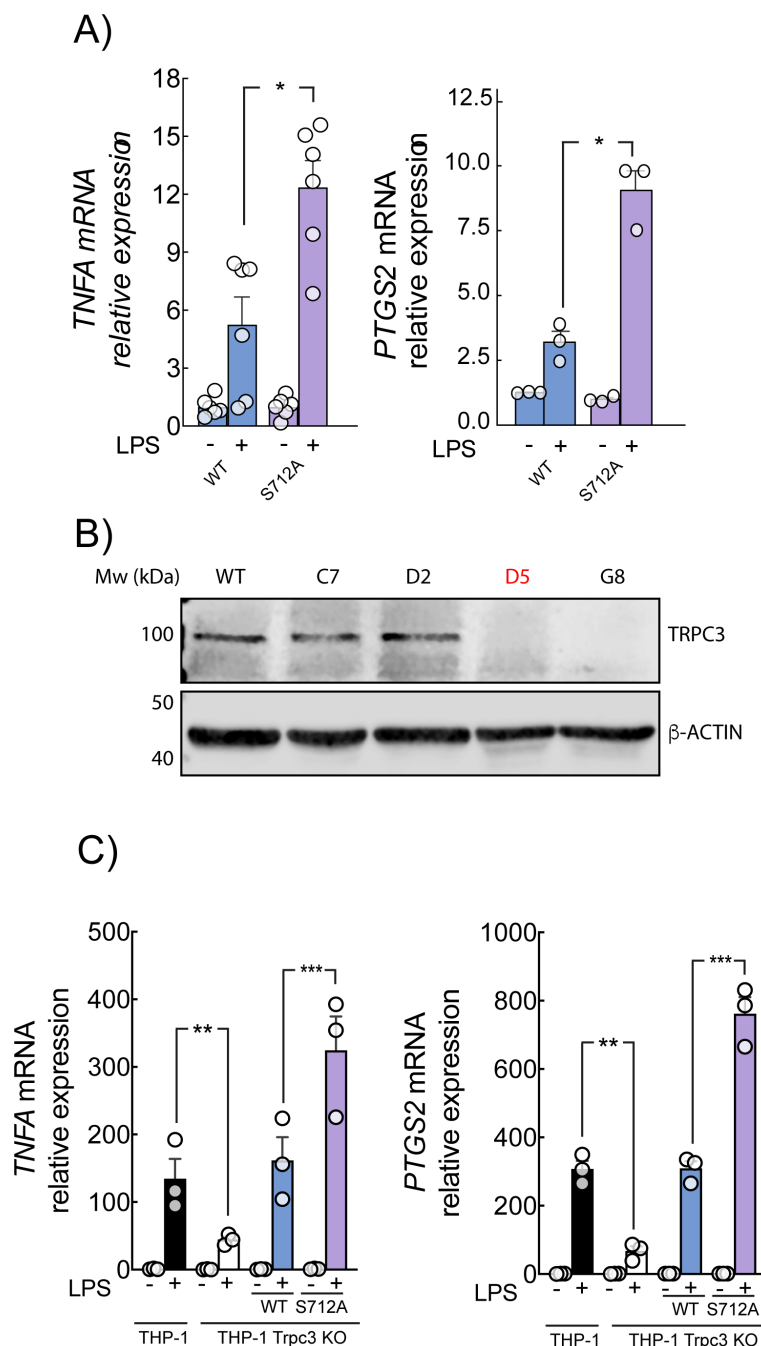 A)
TNFA mRNA
relative expression
18
15
12
9
6
3
0
*
LPS
- + - +
WT
S712A
PTGS2 mRNA
relative expression
12.5
10.0
7.5
5.0
2.5
0.0
*
- + - +
WT
S712A
B)
Mw (kDa) WT C7 D2 D5 G8
100
TRPC3
50
40
β-ACTIN
C)
TNFA mRNA
relative expression
500
400
300
200
100
0
**
***
LPS
- + - + - + - +
WT S712A
THP-1 THP-1 Trpc3 KO
PTGS2 mRNA
relative expression
1000
800
600
400
200
0
**
***
LPS
- + - + - + - +
WT S712A
THP-1 THP-1 Trpc3 KO